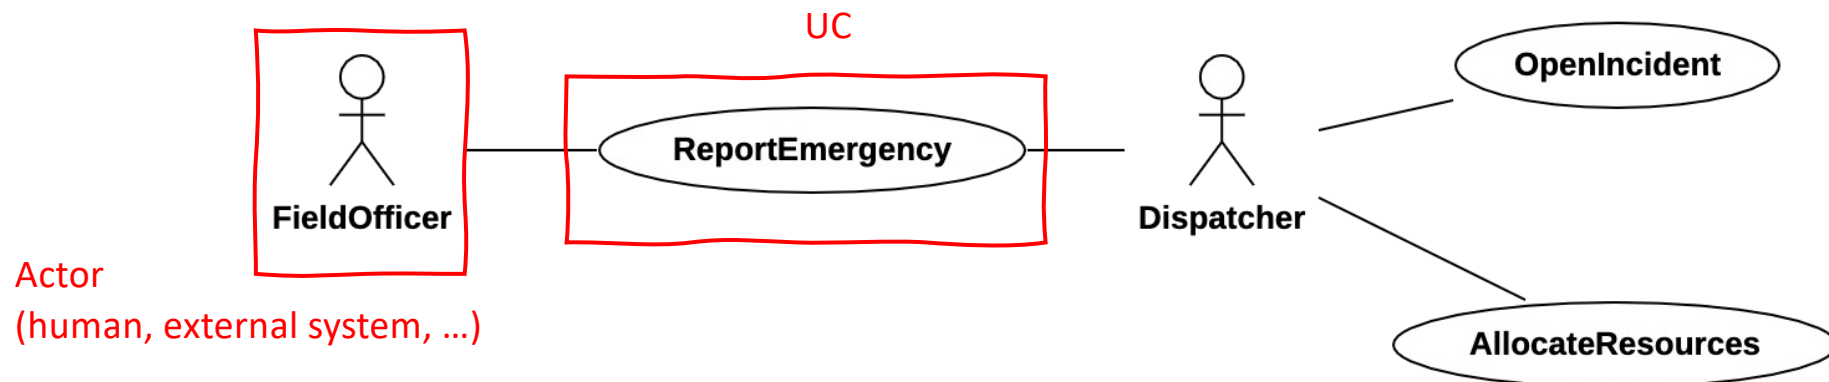 UC
OpenIncident
ReportEmergency
FieldOfficer
Dispatcher
Actor
(human, external system, ...)
AllocateResources